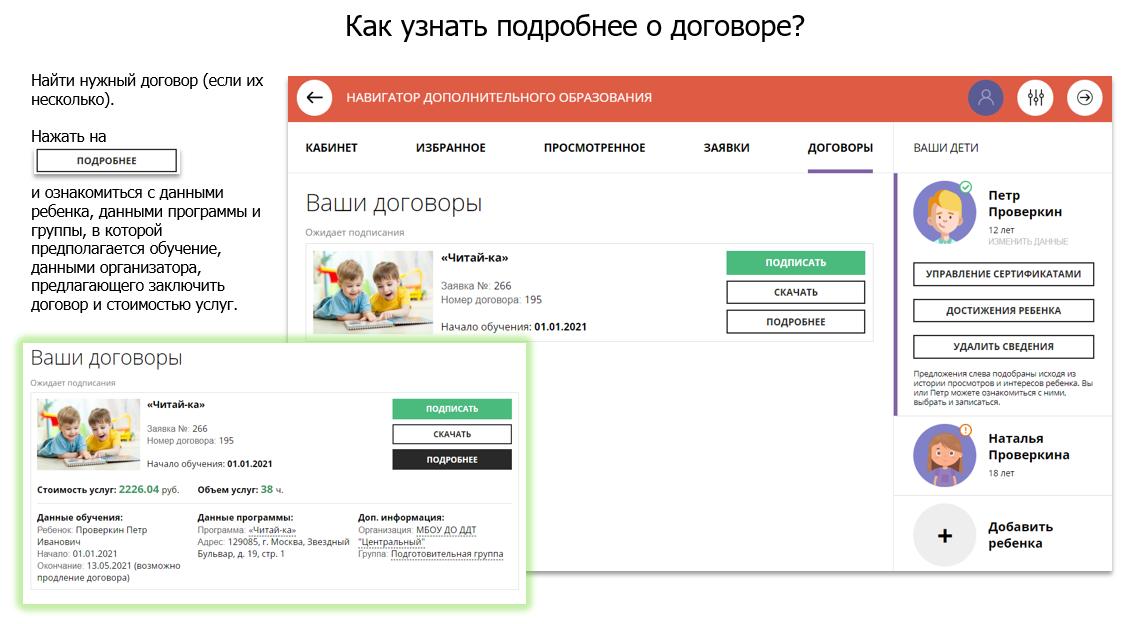 Как узнать подробнее о договоре?
Найти нужный договор (если их
несколько).
Нажать на
ПОДРОБНЕЕ
и ознакомиться с данными
ребенка, данными программы и
группы, в которой
предполагается обучение,
данными организатора,
предлагающего заключить
договор и стоимостью услуг.
НАВИГАТОР ДОПОЛНИТЕЛЬНОГО ОБРАЗОВАНИЯ
КАБИНЕТ ИЗБРАННОЕ ПРОСМОТРЕННОЕ ЗАЯВКИ ДОГОВОРЫ
Ваши договоры
Ожидает подписания
«Читай-ка»
Заявка №: 266
Номер договора: 195
Начало обучения: 01.01.2021
ПОДПИСАТЬ
СКАЧАТЬ
ПОДРОБНЕЕ
ВАШИ ДЕТИ
Петр
Проверкин
12 лет
ИЗМЕНИТЬ ДАННЫЕ
УПРАВЛЕНИЕ СЕРТИФИКАТАМИ
ДОСТИЖЕНИЯ РЕБЕНКА
УДАЛИТЬ СВЕДЕНИЯ
Предложения слева подобраны исходя из
истории просмотров и интересов ребенка. Вы
или Петр можете ознакомиться с ними,
выбрать и записаться.
Наталья
Проверкина
18 лет
Добавить
ребенка
Ваши договоры
Ожидает подписания
«Читай-ка»
Заявка №: 266
Номер договора: 195
Начало обучения: 01.01.2021
ПОДПИСАТЬ
СКАЧАТЬ
ПОДРОБНЕЕ
Стоимость услуг: 2226.04 руб. Объем услуг: 38 ч.
Данные обучения:
Ребенок: Проверкин Петр
Иванович
Начало: 01.01.2021
Окончание: 13.05.2021 (возможно
продление договора)
Данные программы:
Программа: «Читай-ка»
Адрес: 129085, г. Москва, Звездный
Бульвар, д. 19, стр. 1
Доп. информация:
Организация: МБОУ ДО ДДТ
"Центральный"
Группа: Подготовительная группа